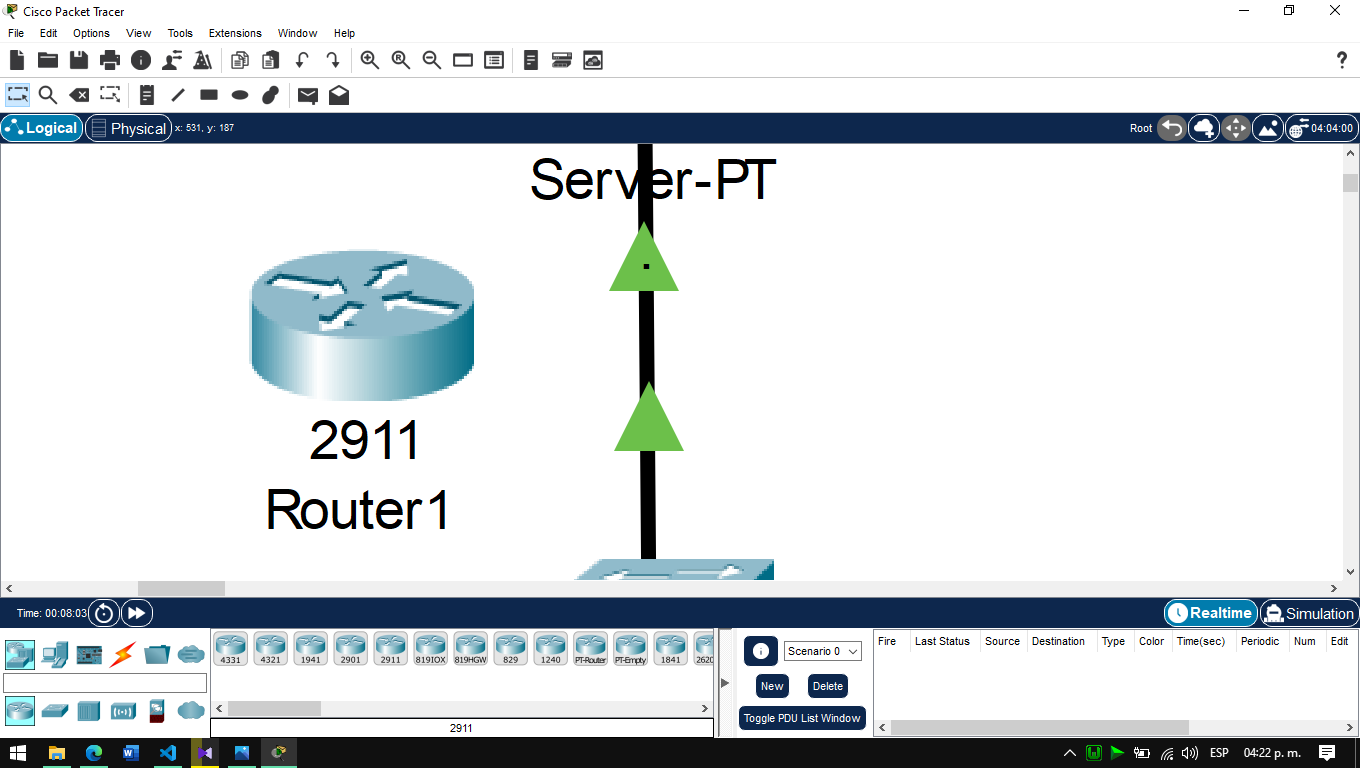 Cisco Packet Tracer
File Edit Options View Tools Extensions Window Help
?
Logical Physical x: 531, y: 187 Root 04:04:00
Server-PT
2911
Router1
Time: 00:08:03 Realtime Simulation
4331 4321 1941 2901 2911 819IOX 819HGW 829 1240 PT-Router PT-Empty 1841 2620
2911
Scenario 0
New Delete
Toggle PDU List Window
Fire Last Status Source Destination Type Color Time(sec) Periodic Num Edit
ESP 04:22 p. m.